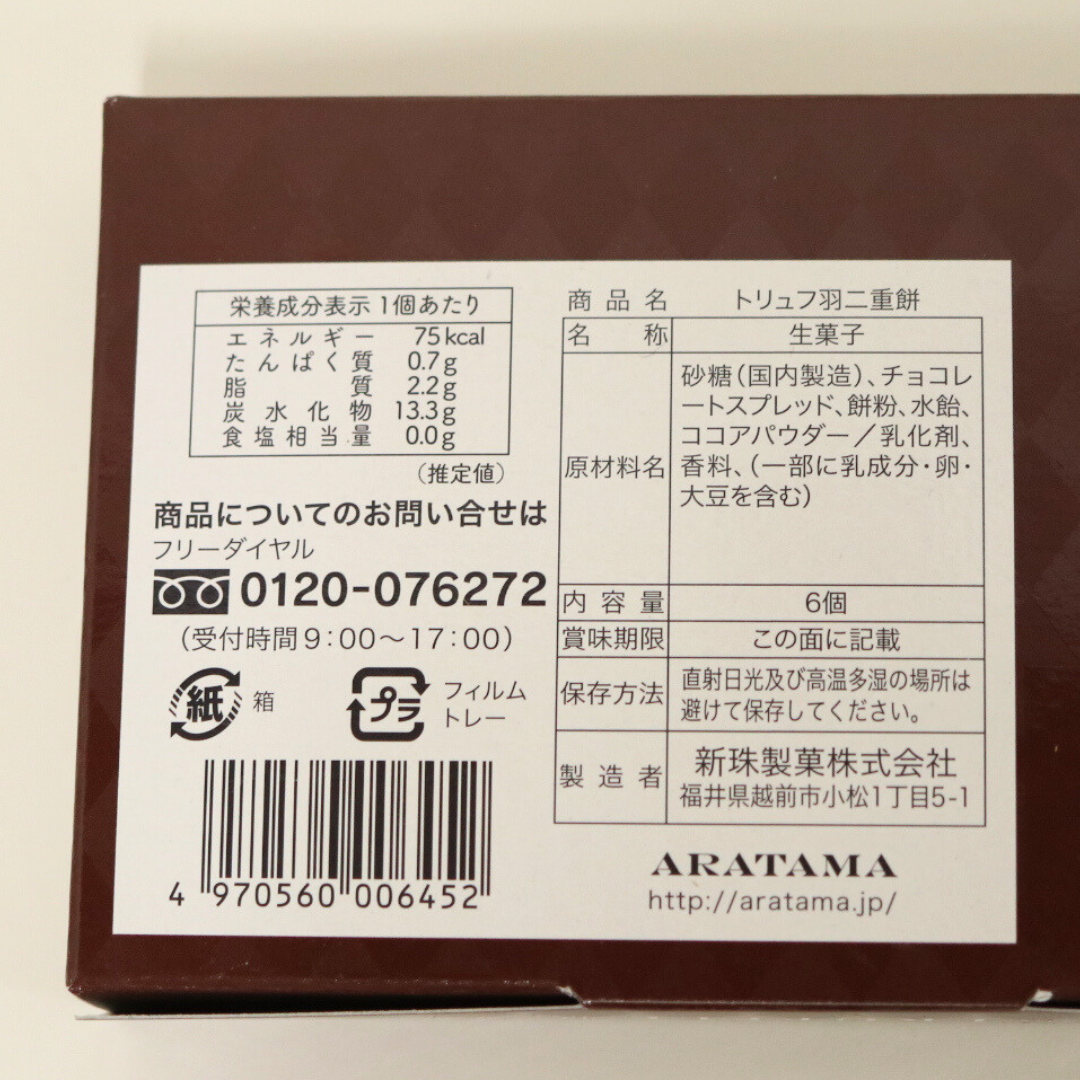 栄養成分表示 1個あたり
エネルギー 75kcal
たんぱく質 0.7g
脂質 2.2g
炭水化物 13.3g
食塩相当量 0.0g
(推定値)
商品についてのお問い合せは
フリーダイヤル
0120-076272
(受付時間9:00〜17:00)
紙 箱
プラ フィルム
トレー
4 970560 006452
商品名 トリュフ羽二重餅
名称 生菓子
原材料名 砂糖(国内製造)、チョコレ
ートスプレッド、餅粉、水飴、
ココアパウダー/乳化剤、
香料、(一部に乳成分・卵・
大豆を含む)
内容量 6個
賞味期限 この面に記載
保存方法 直射日光及び高温多湿の場所は
避けて保存してください。
製造者 新珠製菓株式会社
福井県越前市小松1丁目5-1
ARATAMA
http://aratama.jp/